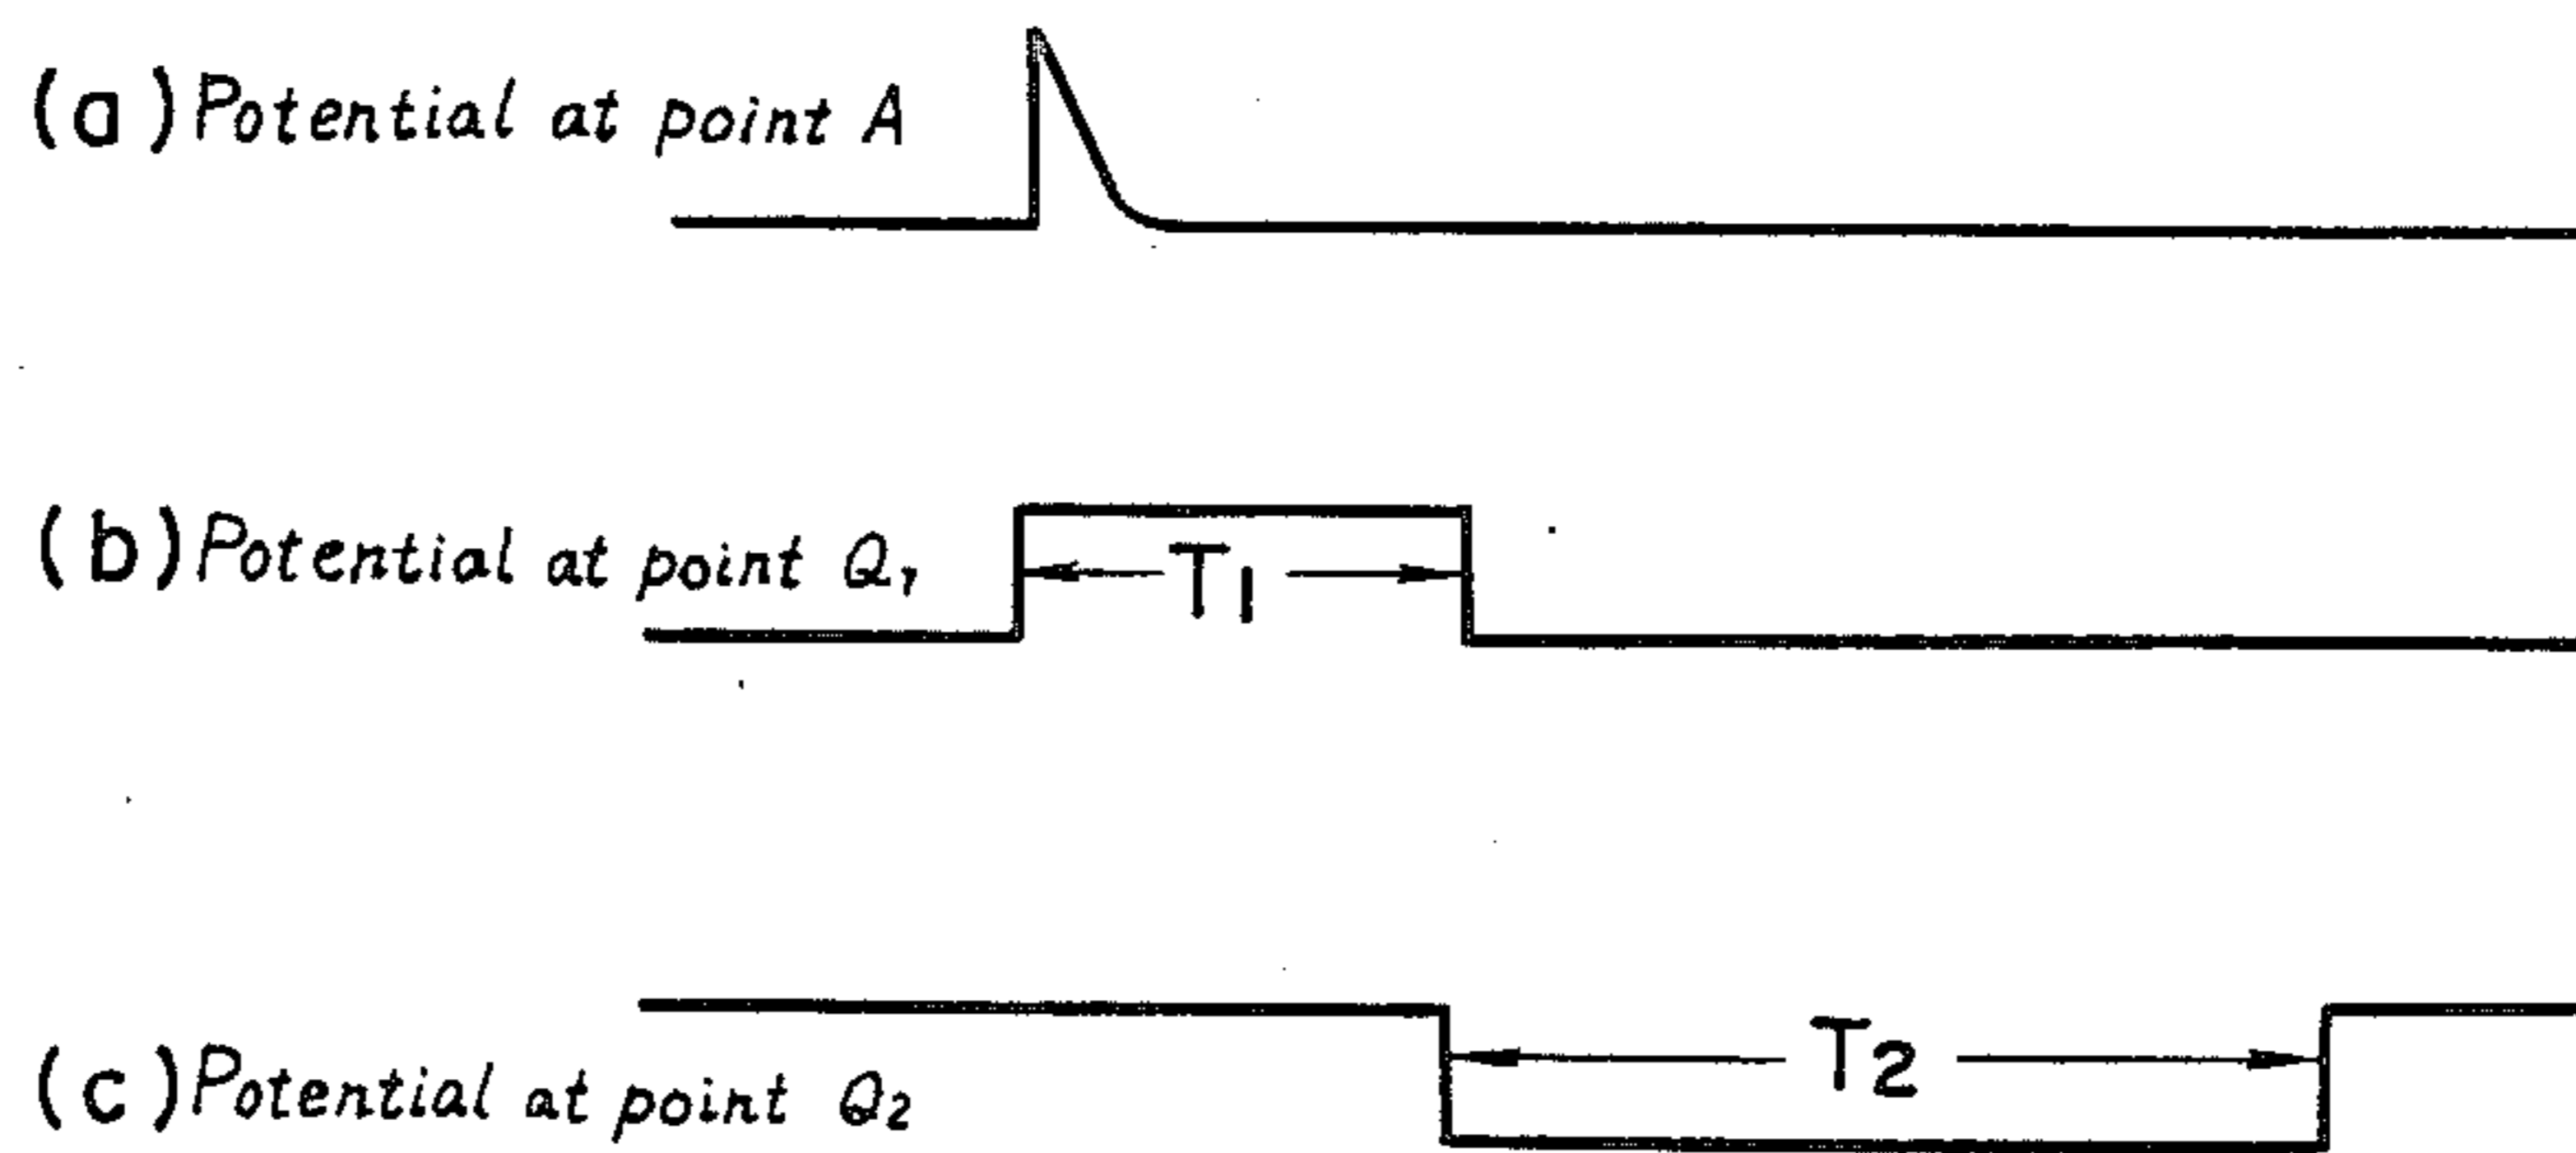 (a) Potential at point A
(b) Potential at point Q1
T1
(c) Potential at point Q2
T2